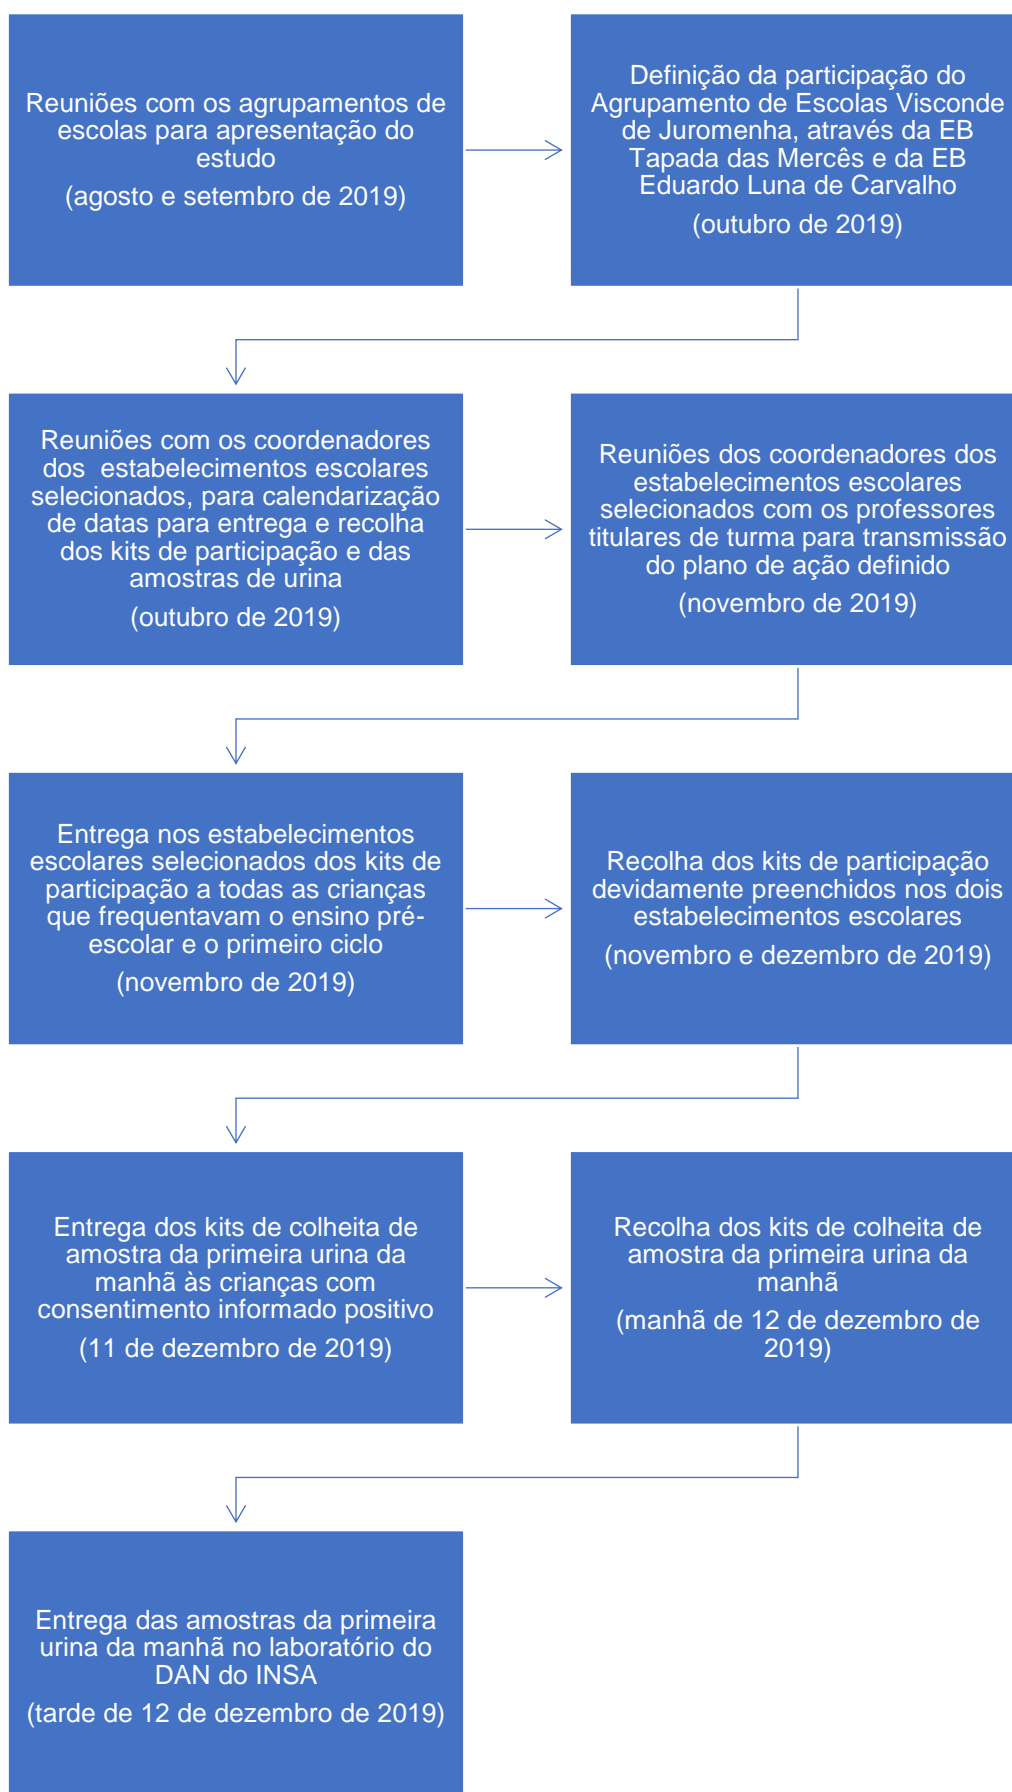 Reuniões com os agrupamentos de
escolas para apresentação do
estudo
(agosto e setembro de 2019)
Definição da participação do
Agrupamento de Escolas Visconde
de Juromenha, através da EB
Tapada das Mercês e da EB
Eduardo Luna de Carvalho
(outubro de 2019)
Reuniões com os coordenadores
dos estabelecimentos escolares
selecionados, para calendarização
de datas para entrega e recolha
dos kits de participação e das
amostras de urina
(outubro de 2019)
Reuniões dos coordenadores dos
estabelecimentos escolares
selecionados com os professores
titulares de turma para transmissão
do plano de ação definido
(novembro de 2019)
Entrega nos estabelecimentos
escolares selecionados dos kits de
participação a todas as crianças
que frequentavam o ensino pré-
escolar e o primeiro ciclo
(novembro de 2019)
Recolha dos kits de participação
devidamente preenchidos nos dois
estabelecimentos escolares
(novembro e dezembro de 2019)
Entrega dos kits de colheita de
amostra da primeira urina da
manhã às crianças com
consentimento informado positivo
(11 de dezembro de 2019)
Recolha dos kits de colheita de
amostra da primeira urina da
manhã
(manhã de 12 de dezembro de
2019)
Entrega das amostras da primeira
urina da manhã no laboratório do
DAN do INSA
(tarde de 12 de dezembro de 2019)